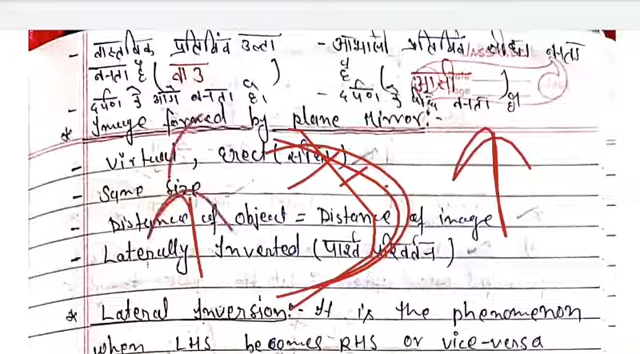 - वास्तविक प्रतिबिंब उल्टा - आभासी प्रतिबिंब सीधा बनता
बनता है ( वाउ ) है ( आसी )
- दर्पण के आगे बनता है। - दर्पण के पीछे बनता है
* Image formed by plane Mirror:-
- Virtual, Erect (सीधा)
- Same Size
- Distance of object = Distance of image
- Laterally Inverted (पार्श्व परिवर्तन)
* Lateral Inversion:- It is the phenomenon
when LHS becomes RHS or vice-versa